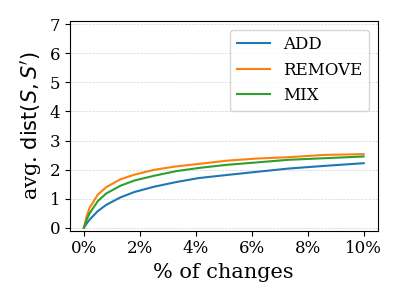 avg. dist(S, S′)
7
6
5
4
3
2
1
0
ADD
REMOVE
MIX
0% 2% 4% 6% 8% 10%
% of changes